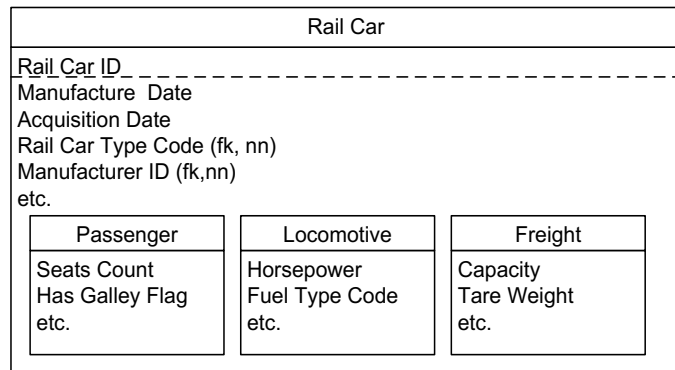 Rail Car
Rail Car ID
Manufacture Date
Acquisition Date
Rail Car Type Code (fk, nn)
Manufacturer ID (fk,nn)
etc.
Passenger
Seats Count
Has Galley Flag
etc.
Locomotive
Horsepower
Fuel Type Code
etc.
Freight
Capacity
Tare Weight
etc.